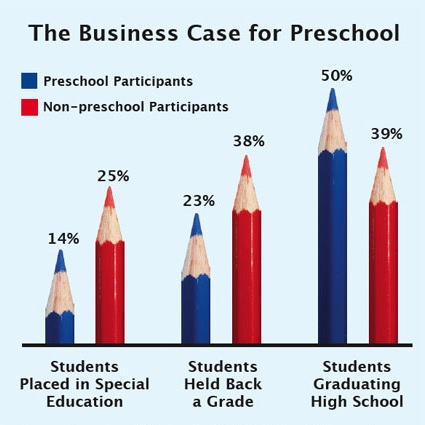 The Business Case for Preschool
Preschool Participants
Non-preschool Participants
14%
25%
23%
38%
50%
39%
Students
Placed in Special
Education
Students
Held Back
a Grade
Students
Graduating
High School